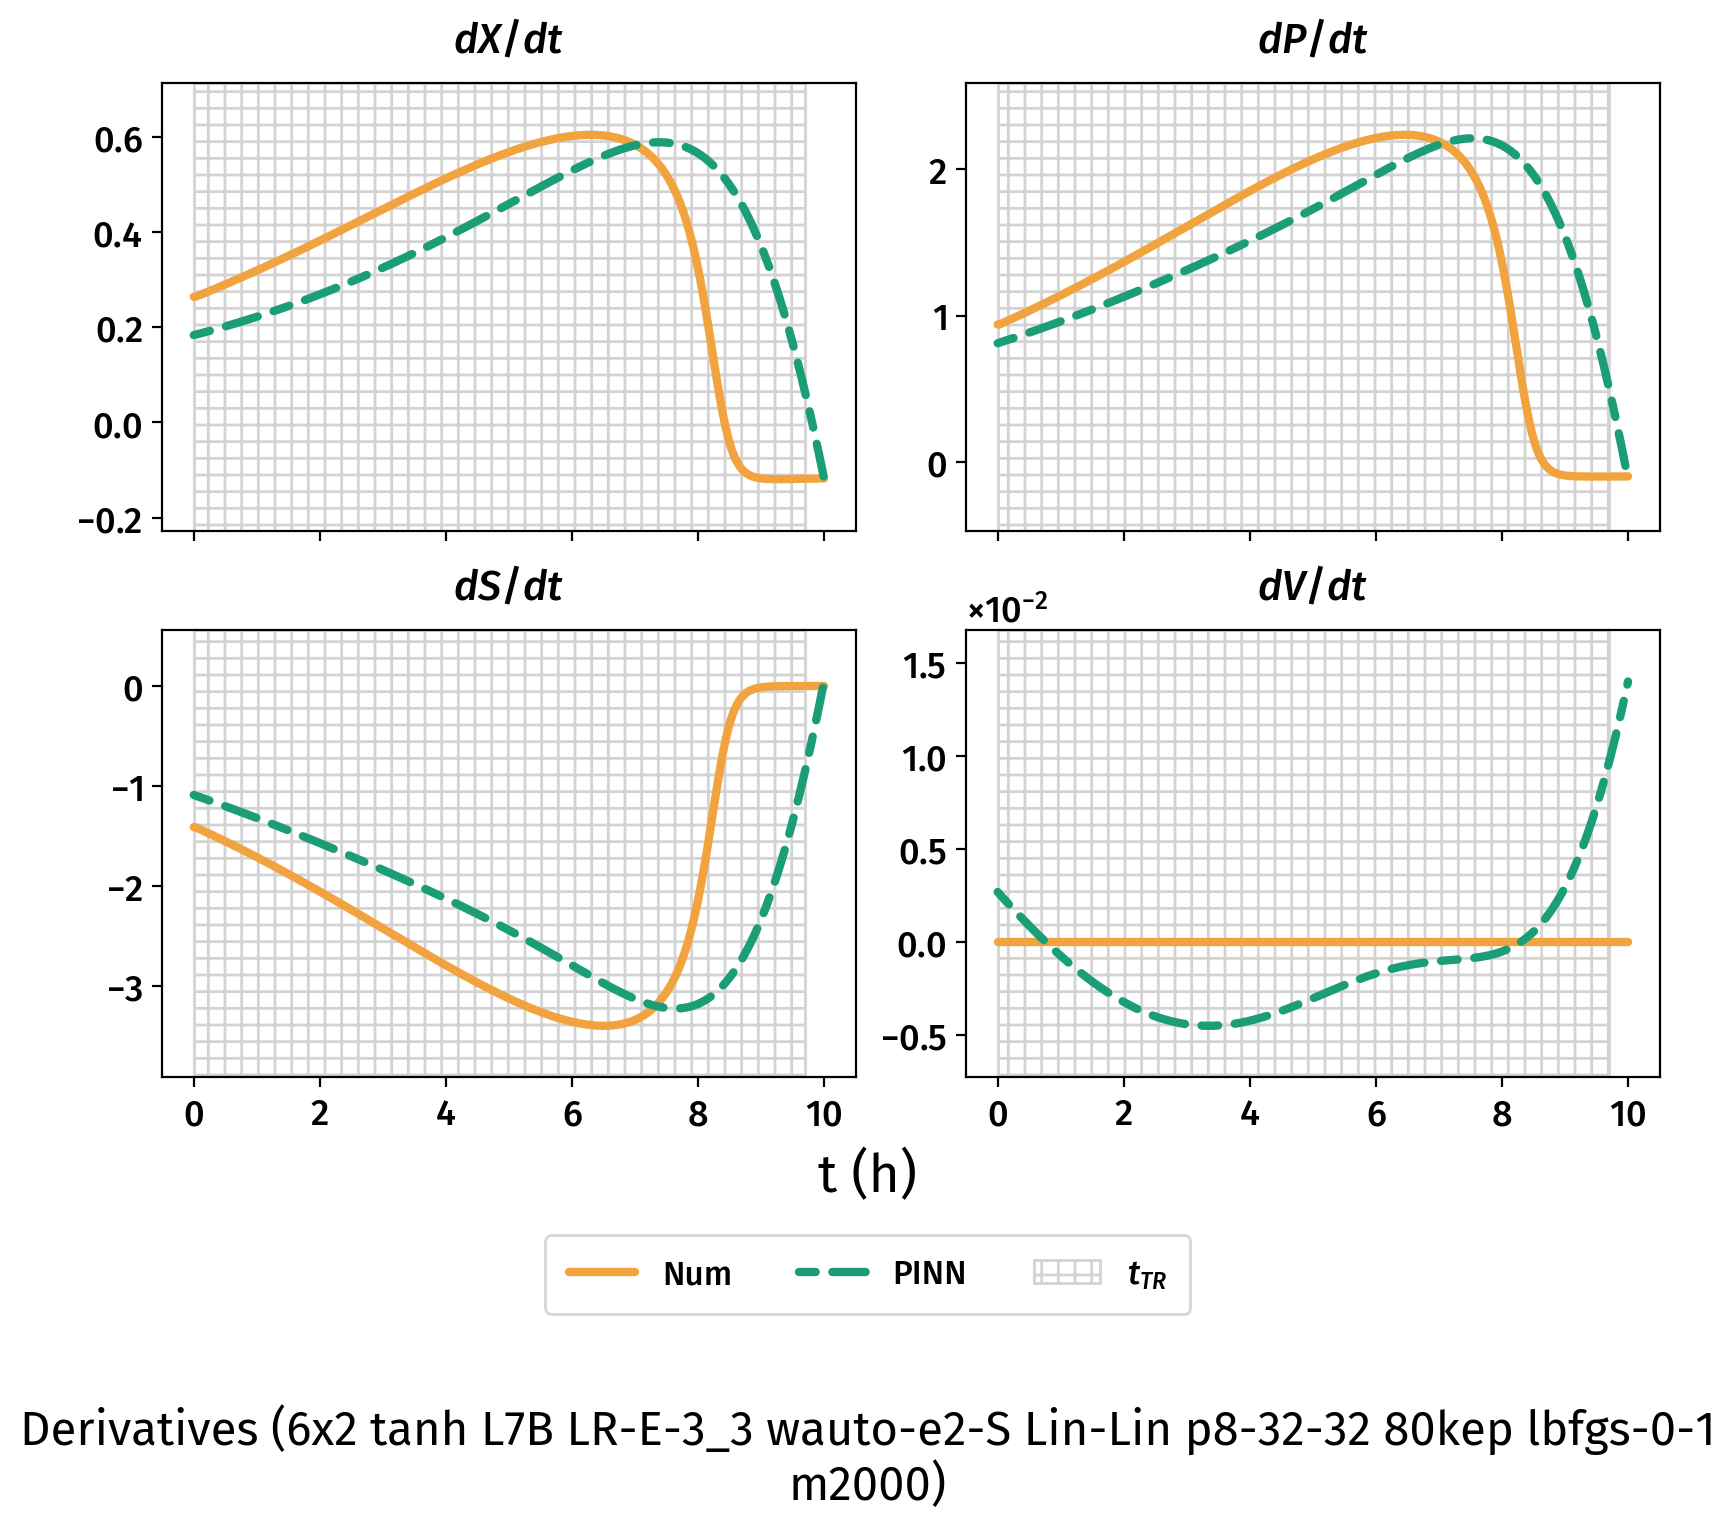 dX/dt
dP/dt
0.6
0.4
0.2
0.0
−0.2
2
1
0
dS/dt
dV/dt
×10⁻²
0
−1
−2
−3
1.5
1.0
0.5
0.0
−0.5
0 2 4 6 8 10
0 2 4 6 8 10
t (h)
Num PINN t_TR
Derivatives (6x2 tanh L7B LR-E-3_3 wauto-e2-S Lin-Lin p8-32-32 80kep lbfgs-0-1
m2000)